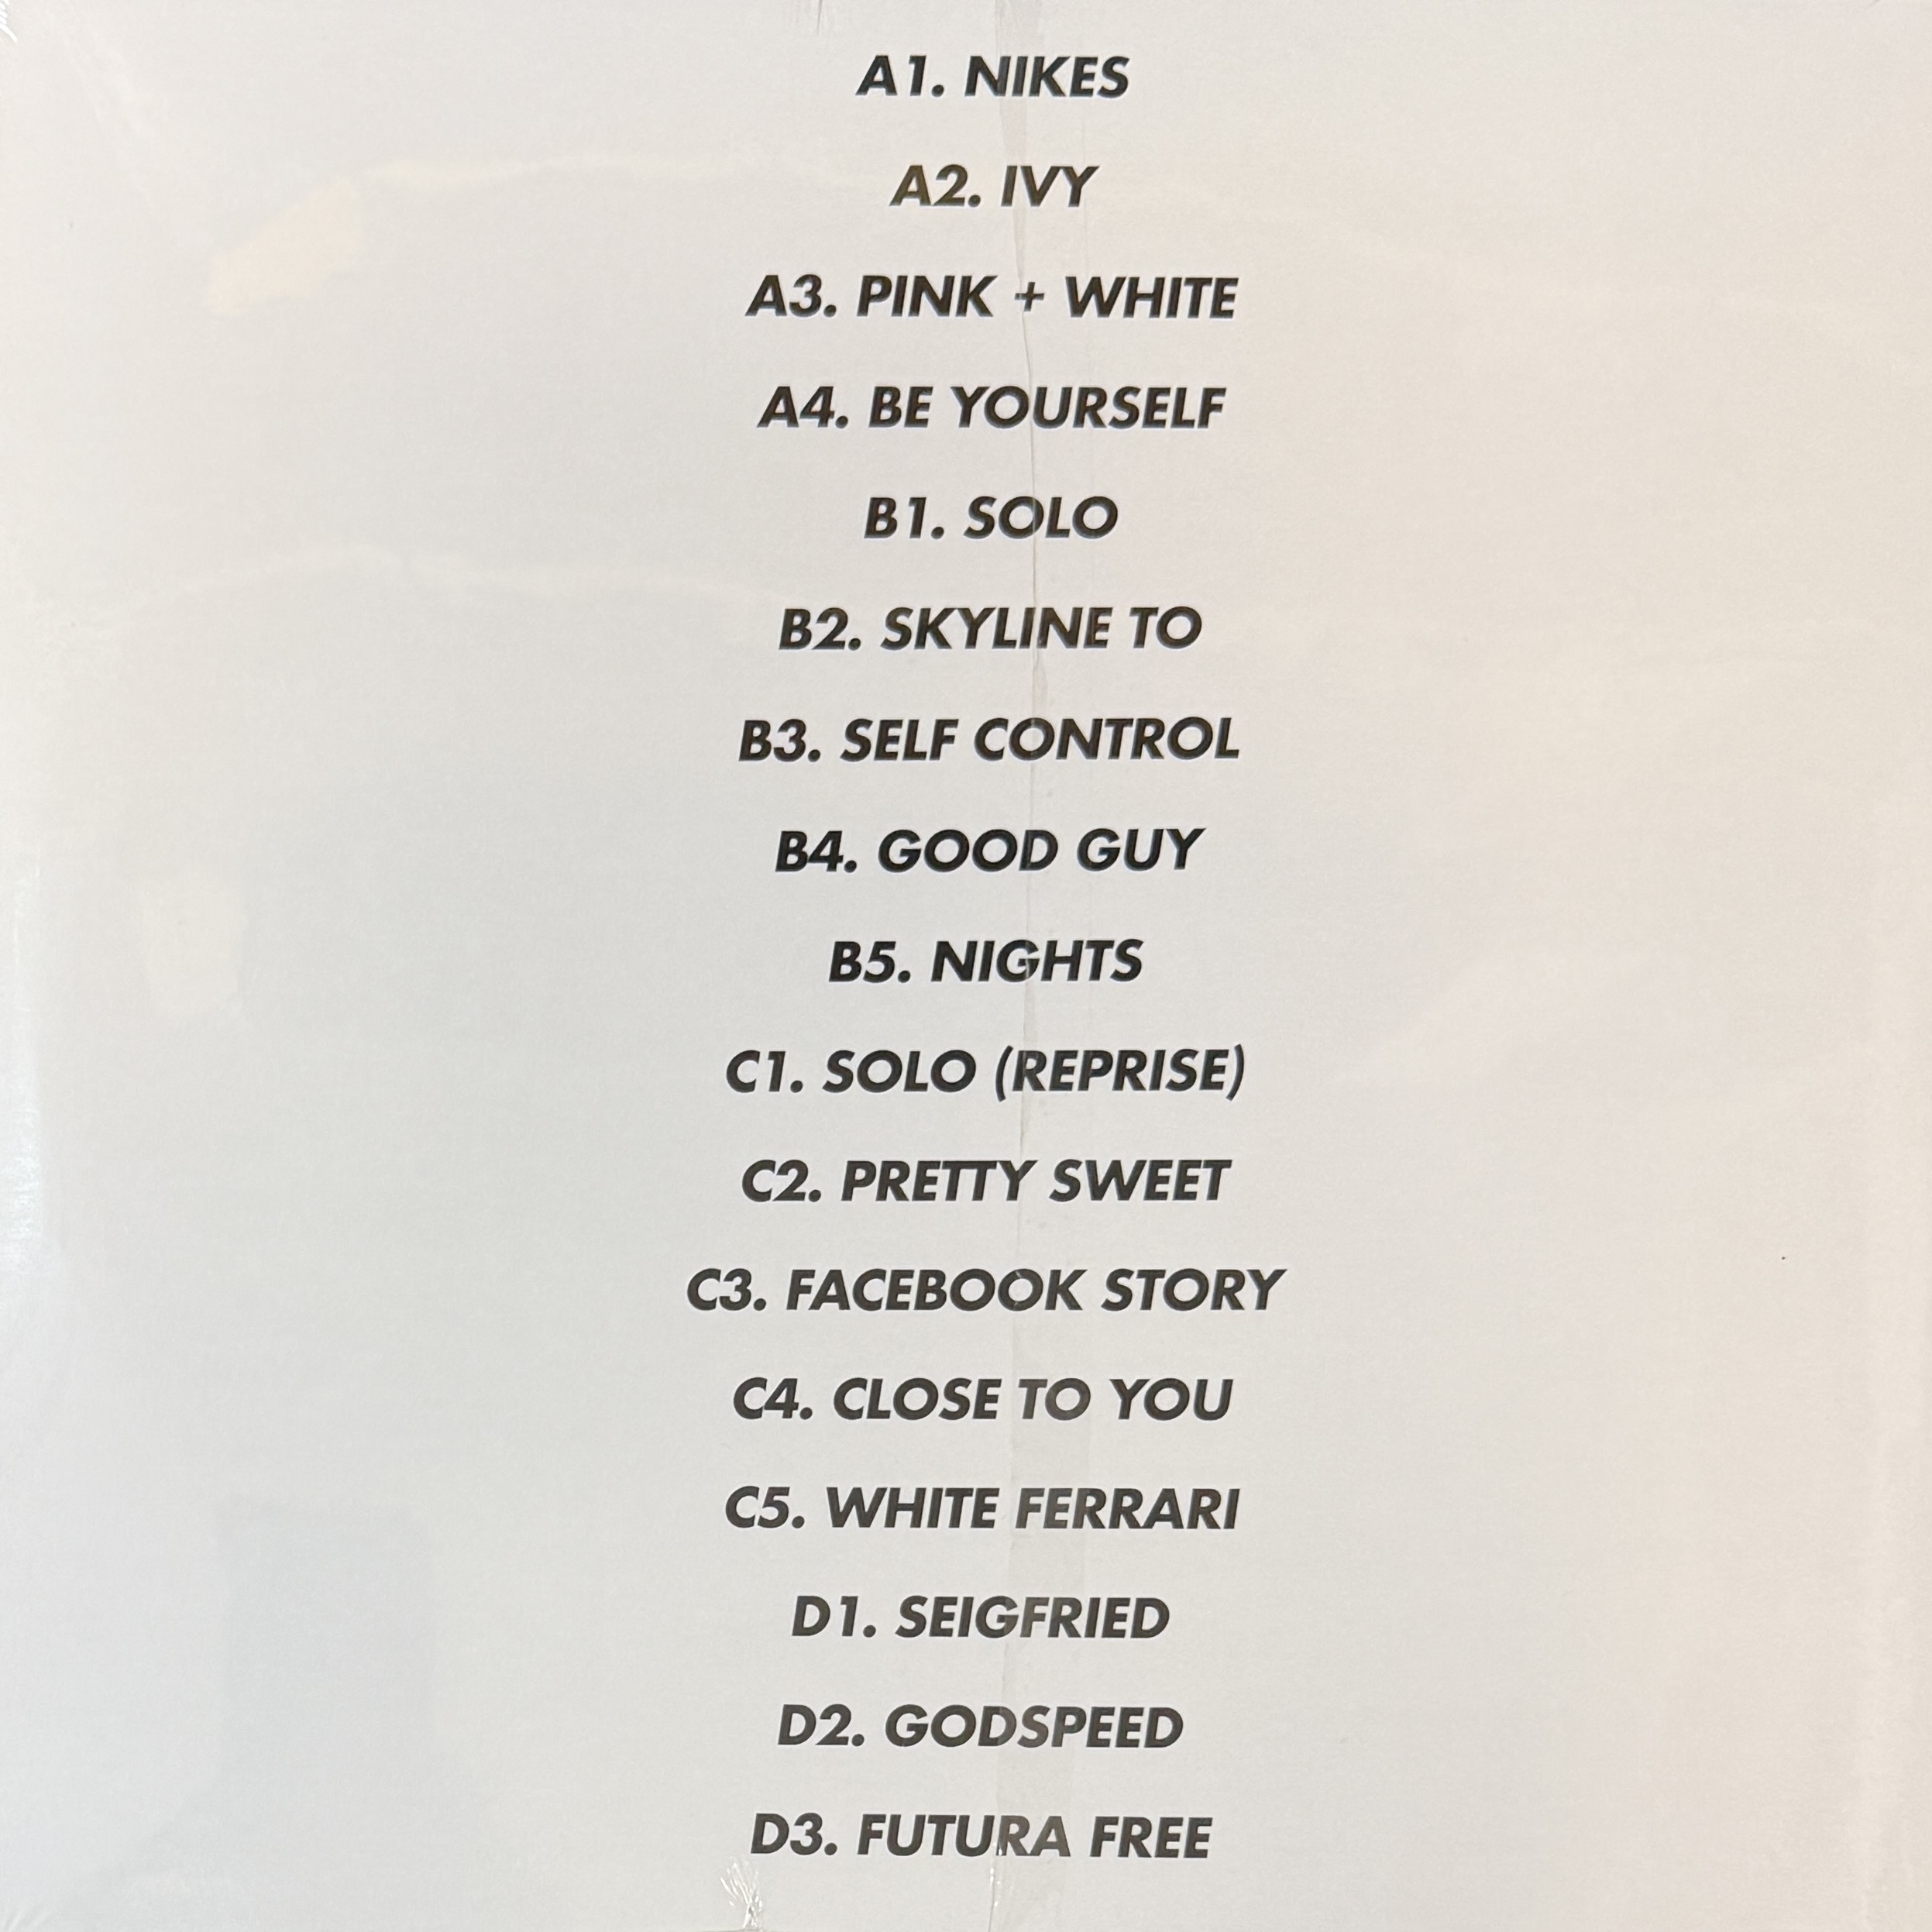 A1. NIKES
A2. IVY
A3. PINK + WHITE
A4. BE YOURSELF
B1. SOLO
B2. SKYLINE TO
B3. SELF CONTROL
B4. GOOD GUY
B5. NIGHTS
C1. SOLO (REPRISE)
C2. PRETTY SWEET
C3. FACEBOOK STORY
C4. CLOSE TO YOU
C5. WHITE FERRARI
D1. SEIGFRIED
D2. GODSPEED
D3. FUTURA FREE